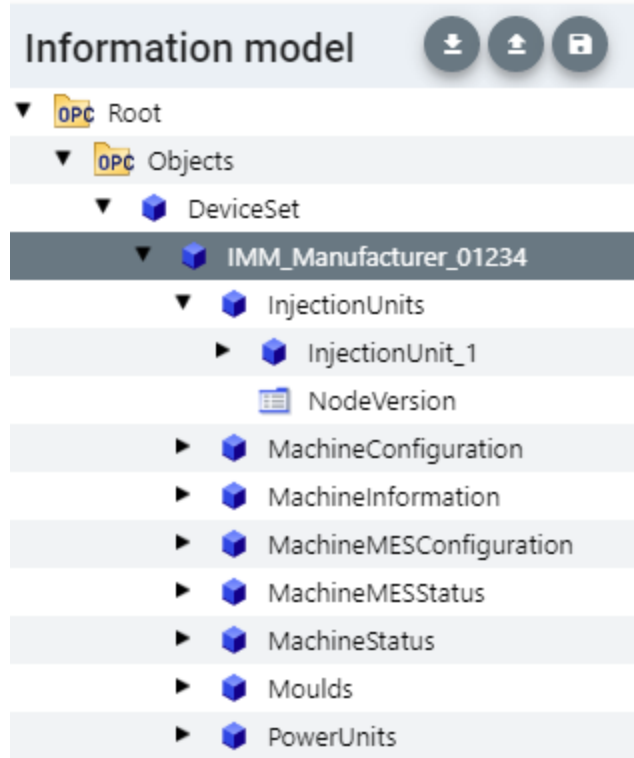 Information model
OPC Root
OPC Objects
DeviceSet
IMM_Manufacturer_01234
InjectionUnits
InjectionUnit_1
NodeVersion
MachineConfiguration
MachineInformation
MachineMESConfiguration
MachineMESStatus
MachineStatus
Moulds
PowerUnits